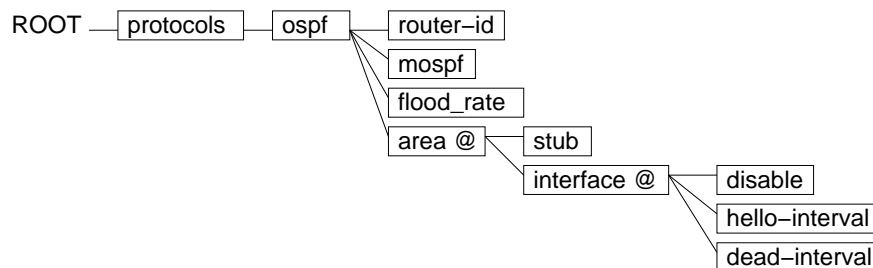 ROOT protocols ospf router-id
mospf
flood_rate
area @ stub
interface @ disable
hello-interval
dead-interval